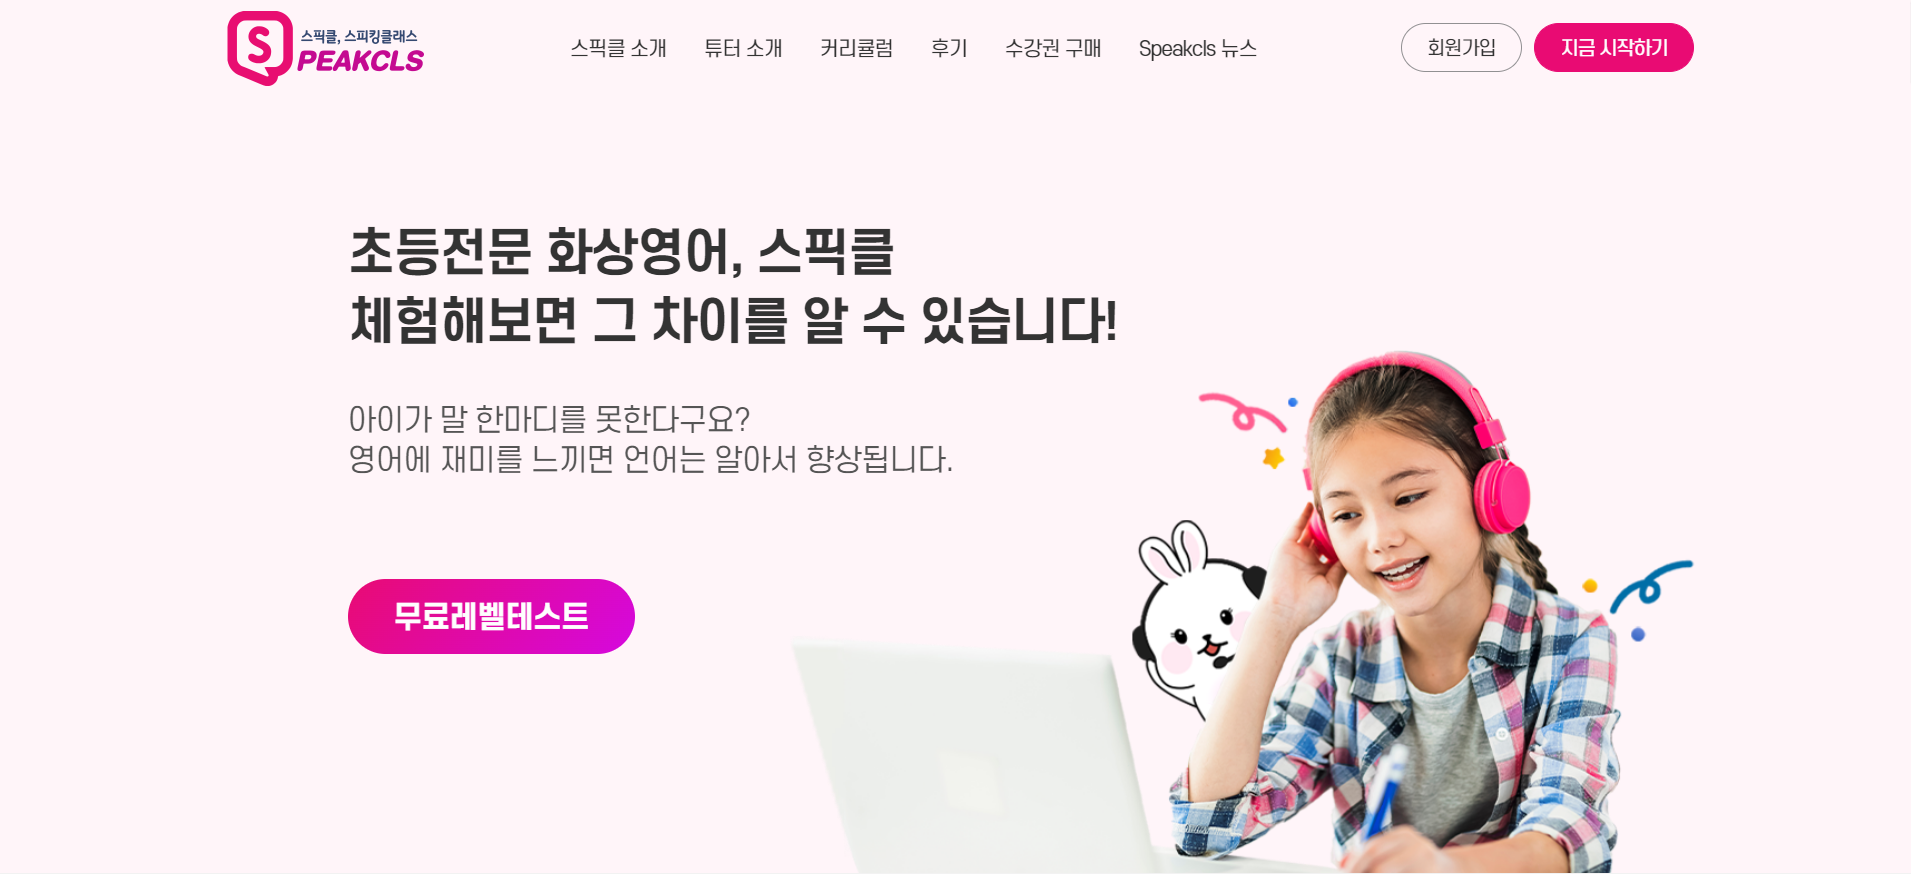 스픽클, 스피킹클래스
SPEAKCLS
스픽클 소개
튜터 소개
커리큘럼
후기
수강권 구매
Speakcls 뉴스
회원가입
지금 시작하기
초등전문 화상영어, 스픽클
체험해보면 그 차이를 알 수 있습니다!
아이가 말 한마디를 못한다구요?
영어에 재미를 느끼면 언어는 알아서 향상됩니다.
무료레벨테스트